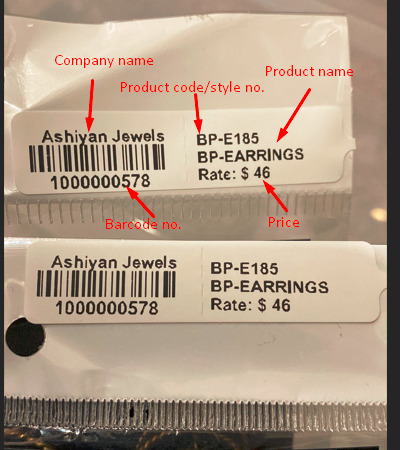 Company name
Product code/style no.
Product name
Ashiyan Jewels
1000000578
BP-E185
BP-EARRINGS
Rate: $ 46
Barcode no.
Price
Ashiyan Jewels
1000000578
BP-E185
BP-EARRINGS
Rate: $ 46